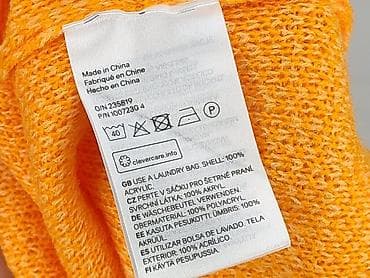 Made in China
Fabriqué en Chine
Hecho en China
O/N 235819
P/N 1007230 4
40
P
clevercare.info
GB USE A LAUNDRY BAG. SHELL: 100%
ACRYLIC.
CZ PERTE V SÁČKU PRO ŠETRNÉ PRANÍ.
SVRCHNÍ LÁTKA: 100% AKRYL.
DE WÄSCHEBEUTEL VERWENDEN.
OBERMATERIAL: 100% POLYACRYL.
EE KASUTA PESUKOTTI. ÜMBRIS: 100%
AKRÜÜL.
ES UTILIZAR BOLSA DE LAVADO. TELA
EXTERIOR: 100% ACRÍLICO.
FI KÄYTÄ PESUPUSSIA.